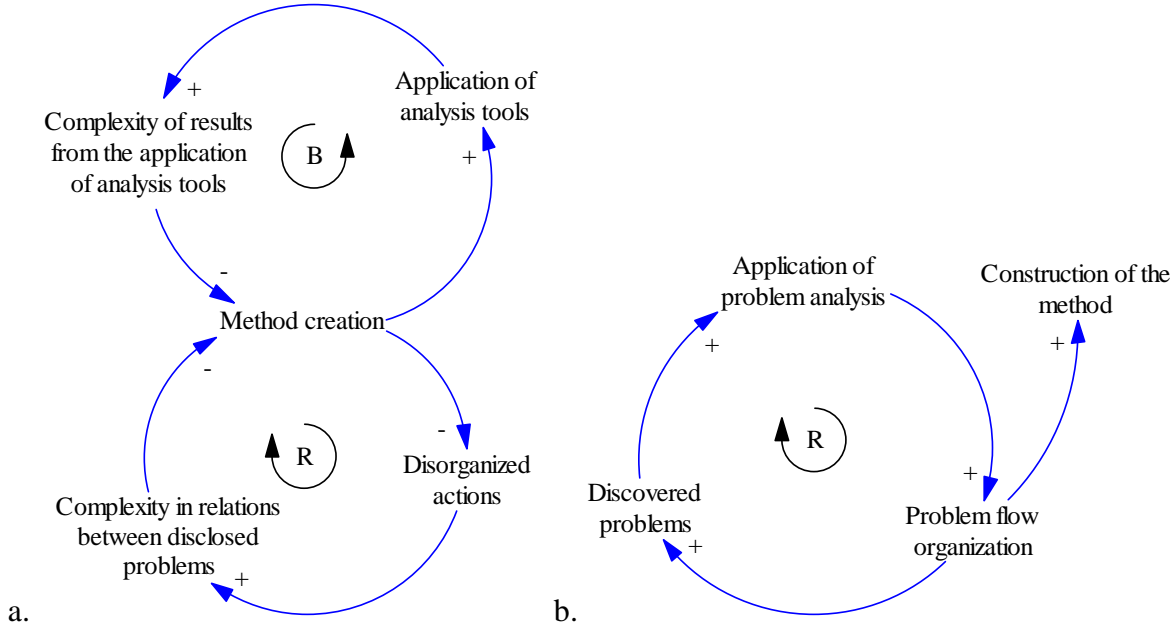 Application of
analysis tools
+
Complexity of results
from the application
of analysis tools
B
+
-
Method creation
-
-
R
Disorganized
actions
Complexity in relations
between disclosed
problems
+
a.
Application of
problem analysis
Construction of the
method
+
+
R
+
Discovered
problems
Problem flow
organization
+
b.